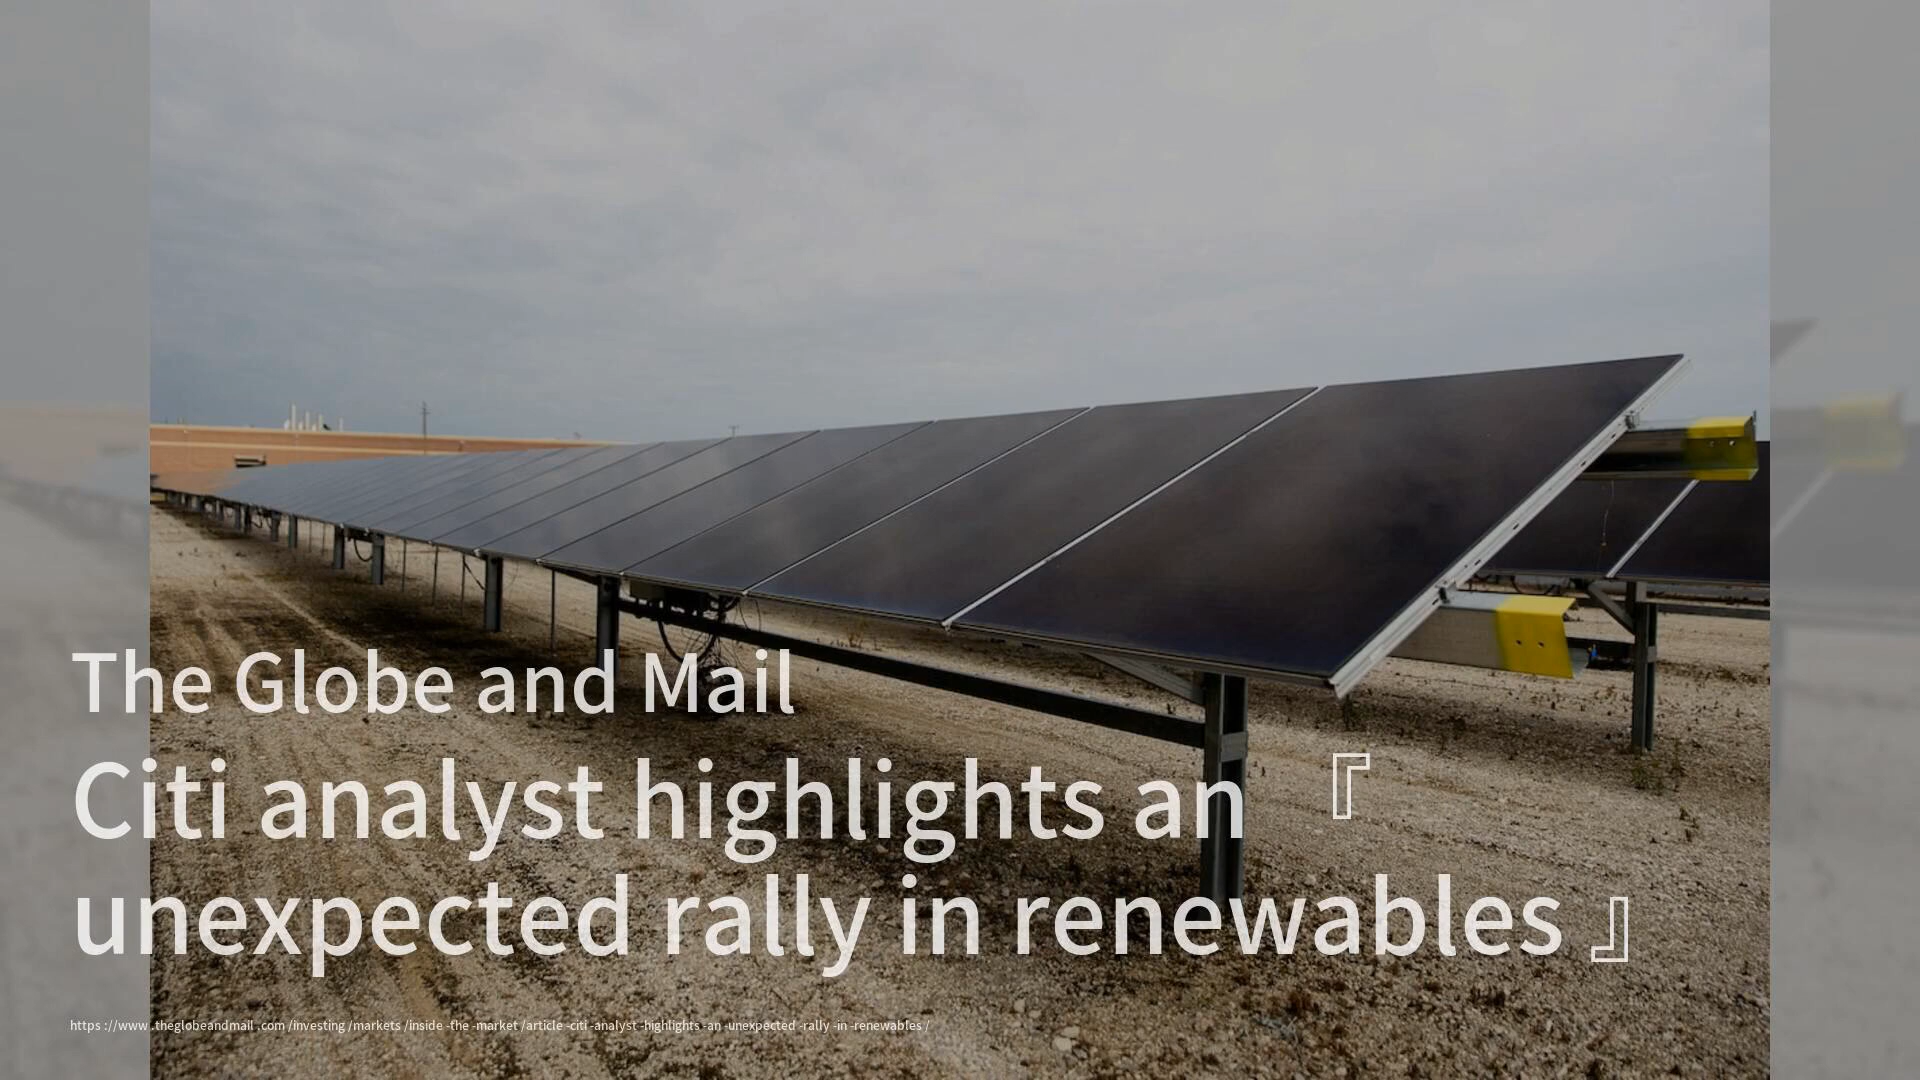 The Globe and Mail
Citi analyst highlights an 『
unexpected rally in renewables 』
https ://www .theglobeandmail .com /investing /markets /inside -the -market /article -citi -analyst -highlights -an -unexpected -rally -in -renewables /